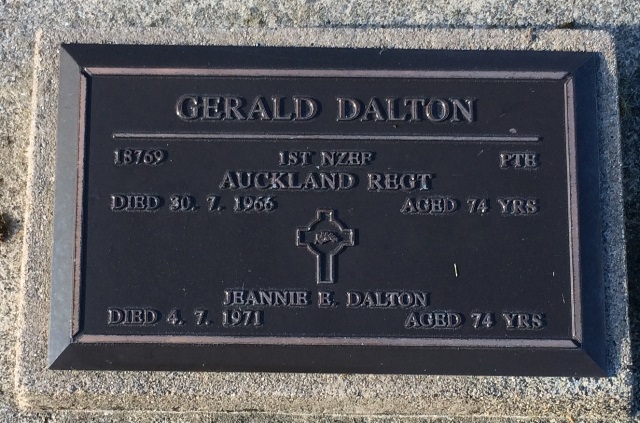 GERALD DALTON
18769 1ST NZEF PTE
AUCKLAND REGT
DIED 30. 7. 1966 AGED 74 YRS
JEANNIE E. DALTON
DIED 4. 7. 1971 AGED 74 YRS